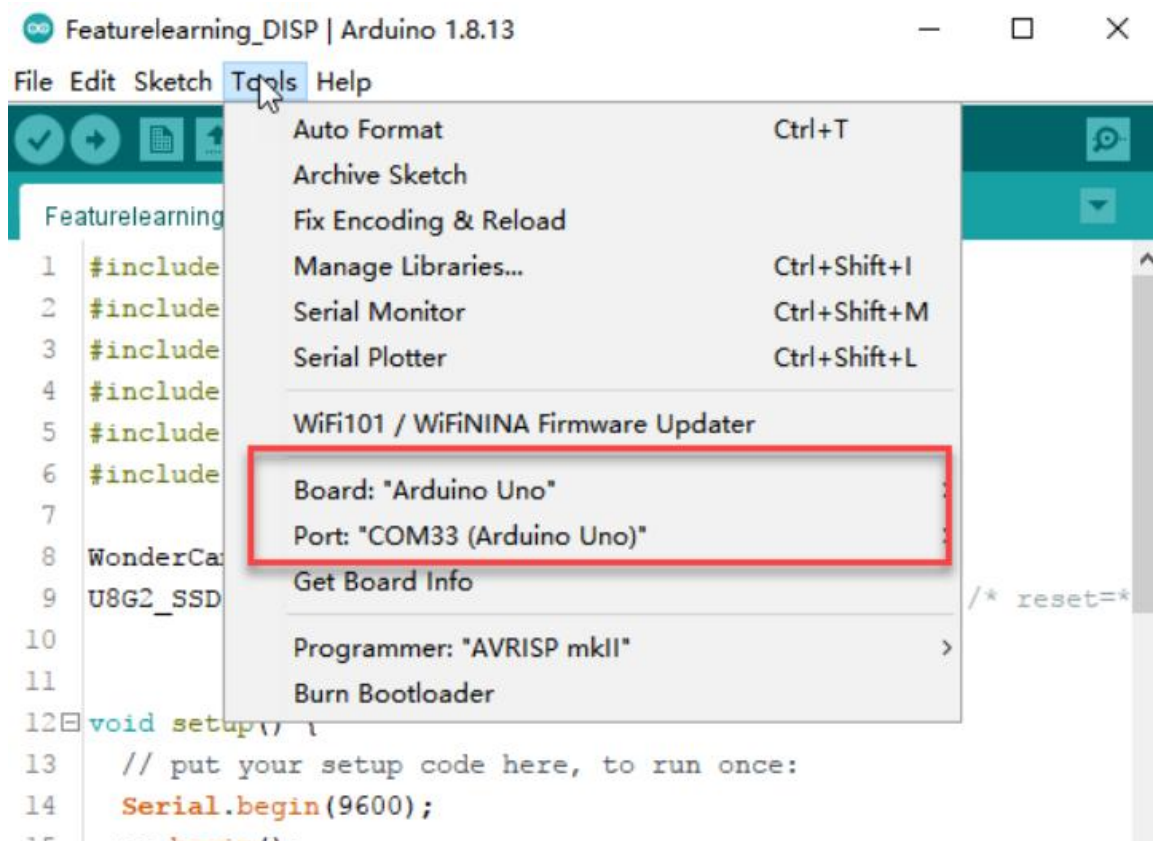 Featurelearning_DISP | Arduino 1.8.13
File Edit Sketch Tools Help
Auto Format Ctrl+T
Archive Sketch
Featurelearning
Fix Encoding & Reload
1 #include
Manage Libraries... Ctrl+Shift+I
2 #include
Serial Monitor Ctrl+Shift+M
3 #include
Serial Plotter Ctrl+Shift+L
4 #include
5 #include
WiFi101 / WiFiNINA Firmware Updater
6 #include
Board: "Arduino Uno"
7
Port: "COM33 (Arduino Uno)"
8 WonderCa
Get Board Info
9 U8G2_SSD /* reset=*
10
Programmer: "AVRISP mkII"
11
Burn Bootloader
12 void setup() {
13 // put your setup code here, to run once:
14 Serial.begin(9600);